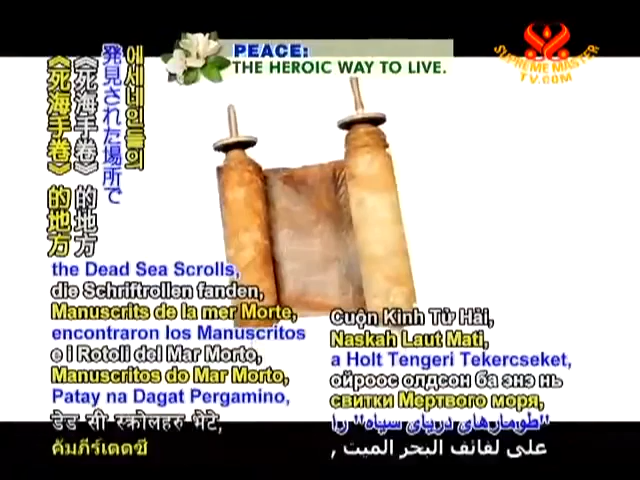 PEACE:
THE HEROIC WAY TO LIVE.
SUPREME MASTER
TV.COM
에세네인들의
発見された場所で
《死海手卷》的地方
《死海手卷》的地方
the Dead Sea Scrolls,
die Schriftrollen fanden,
Manuscrits de la mer Morte,
encontraron los Manuscritos
e i Rotoli del Mar Morto,
Manuscritos do Mar Morto,
Patay na Dagat Pergamino,
डेड सी स्क्रोलहरु भेटे,
คัมภีร์เดดซี
Cuộn Kinh Tử Hải,
Naskah Laut Mati,
a Holt Tengeri Tekercseket,
ойроос олдсон ба энэ нь
свитки Мертвого моря,
"طومارهای دریای سیاه" را
على لفائف البحر الميت ,